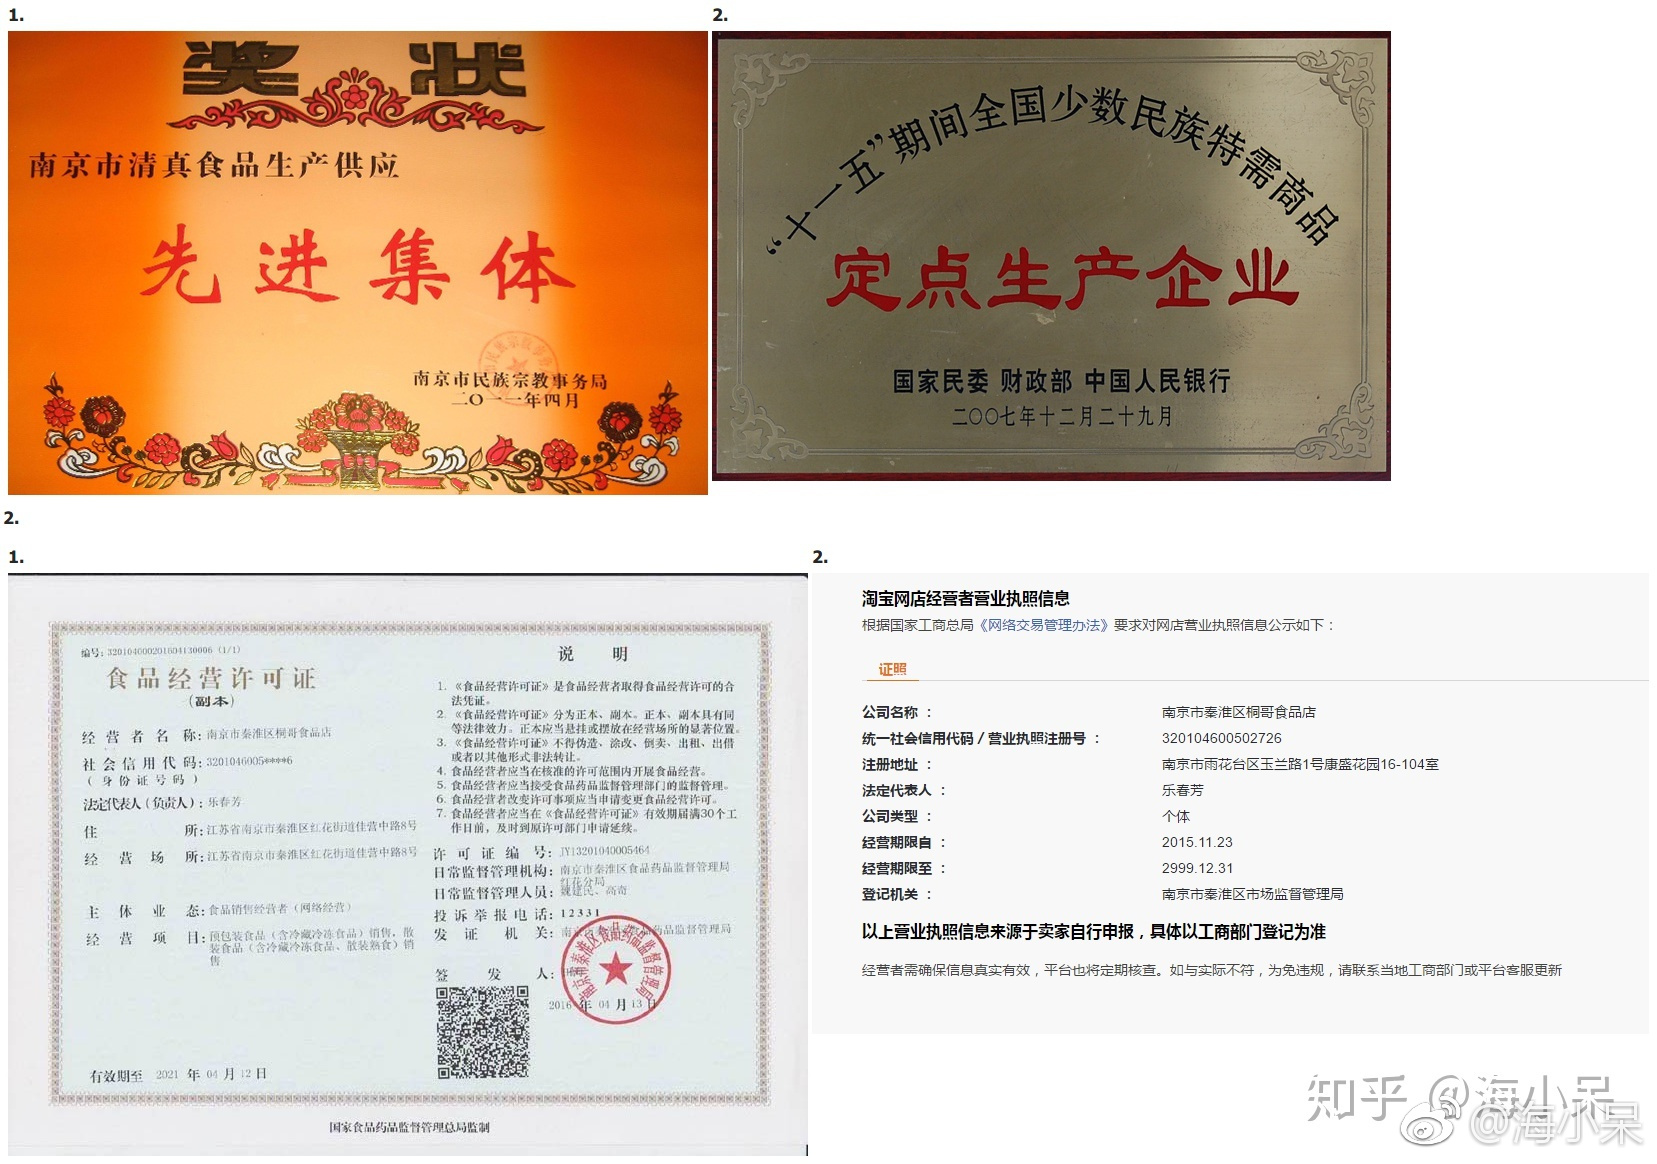 1.
2.
奖状
南京市清真食品生产供应
先进集体
南京市民族宗教事务局
二〇一一年四月
“十一五”期间全国少数民族特需商品
定点生产企业
国家民委 财政部 中国人民银行
二〇〇七年十二月二十九月
2.
1.
2.
编号: 320104000201604130006 (1/1)
食品经营许可证
(副本)
经营者名称: 南京市秦淮区桐哥食品店
社会信用代码: 3201046005****6
(身份证号码)
法定代表人(负责人): 乐春芳
住所: 江苏省南京市秦淮区红花街道佳营中路8号
经营场所: 江苏省南京市秦淮区红花街道佳营中路8号
主体业态: 食品销售经营者(网络经营)
经营项目: 预包装食品(含冷藏冷冻食品)销售, 散
装食品(含冷藏冷冻食品、散装熟食)销
售
有效期至 2021 年 04 月 12 日
说明
1. 《食品经营许可证》是食品经营者取得食品经营许可的合
法凭证。
2. 《食品经营许可证》分为正本、副本。正本、副本具有同
等法律效力。正本应当悬挂或摆放在经营场所的显著位置。
3. 《食品经营许可证》不得伪造、涂改、倒卖、出租、出借
或者以其他形式非法转让。
4. 食品经营者应当在核准的许可范围内开展食品经营。
5. 食品经营者应当接受食品药品监督管理部门的监督管理。
6. 食品经营者改变许可事项应当申请变更食品经营许可。
7. 食品经营者应当在《食品经营许可证》有效期届满30个工
作日前, 及时到原许可部门申请延续。
许可证编号: JY13201040005464
日常监督管理机构: 南京市秦淮区食品药品监督管理局
红花分局
日常监督管理人员: 魏建民、高奇
投诉举报电话: 12331
发证机关: 南京市秦淮区食品药品监督管理局
签发人:
2016 年 04 月 13 日
国家食品药品监督管理总局监制
淘宝网店经营者营业执照信息
根据国家工商总局《网络交易管理办法》要求对网店营业执照信息公示如下:
证照
公司名称: 南京市秦淮区桐哥食品店
统一社会信用代码 / 营业执照注册号: 320104600502726
注册地址: 南京市雨花台区玉兰路1号康盛花园16-104室
法定代表人: 乐春芳
公司类型: 个体
经营期限自: 2015.11.23
经营期限至: 2999.12.31
登记机关: 南京市秦淮区市场监督管理局
以上营业执照信息来源于卖家自行申报,具体以工商部门登记为准
经营者需确保信息真实有效,平台也将定期核查。如与实际不符,为免违规,请联系当地工商部门或平台客服更新
知乎 @海小呆
@海小呆